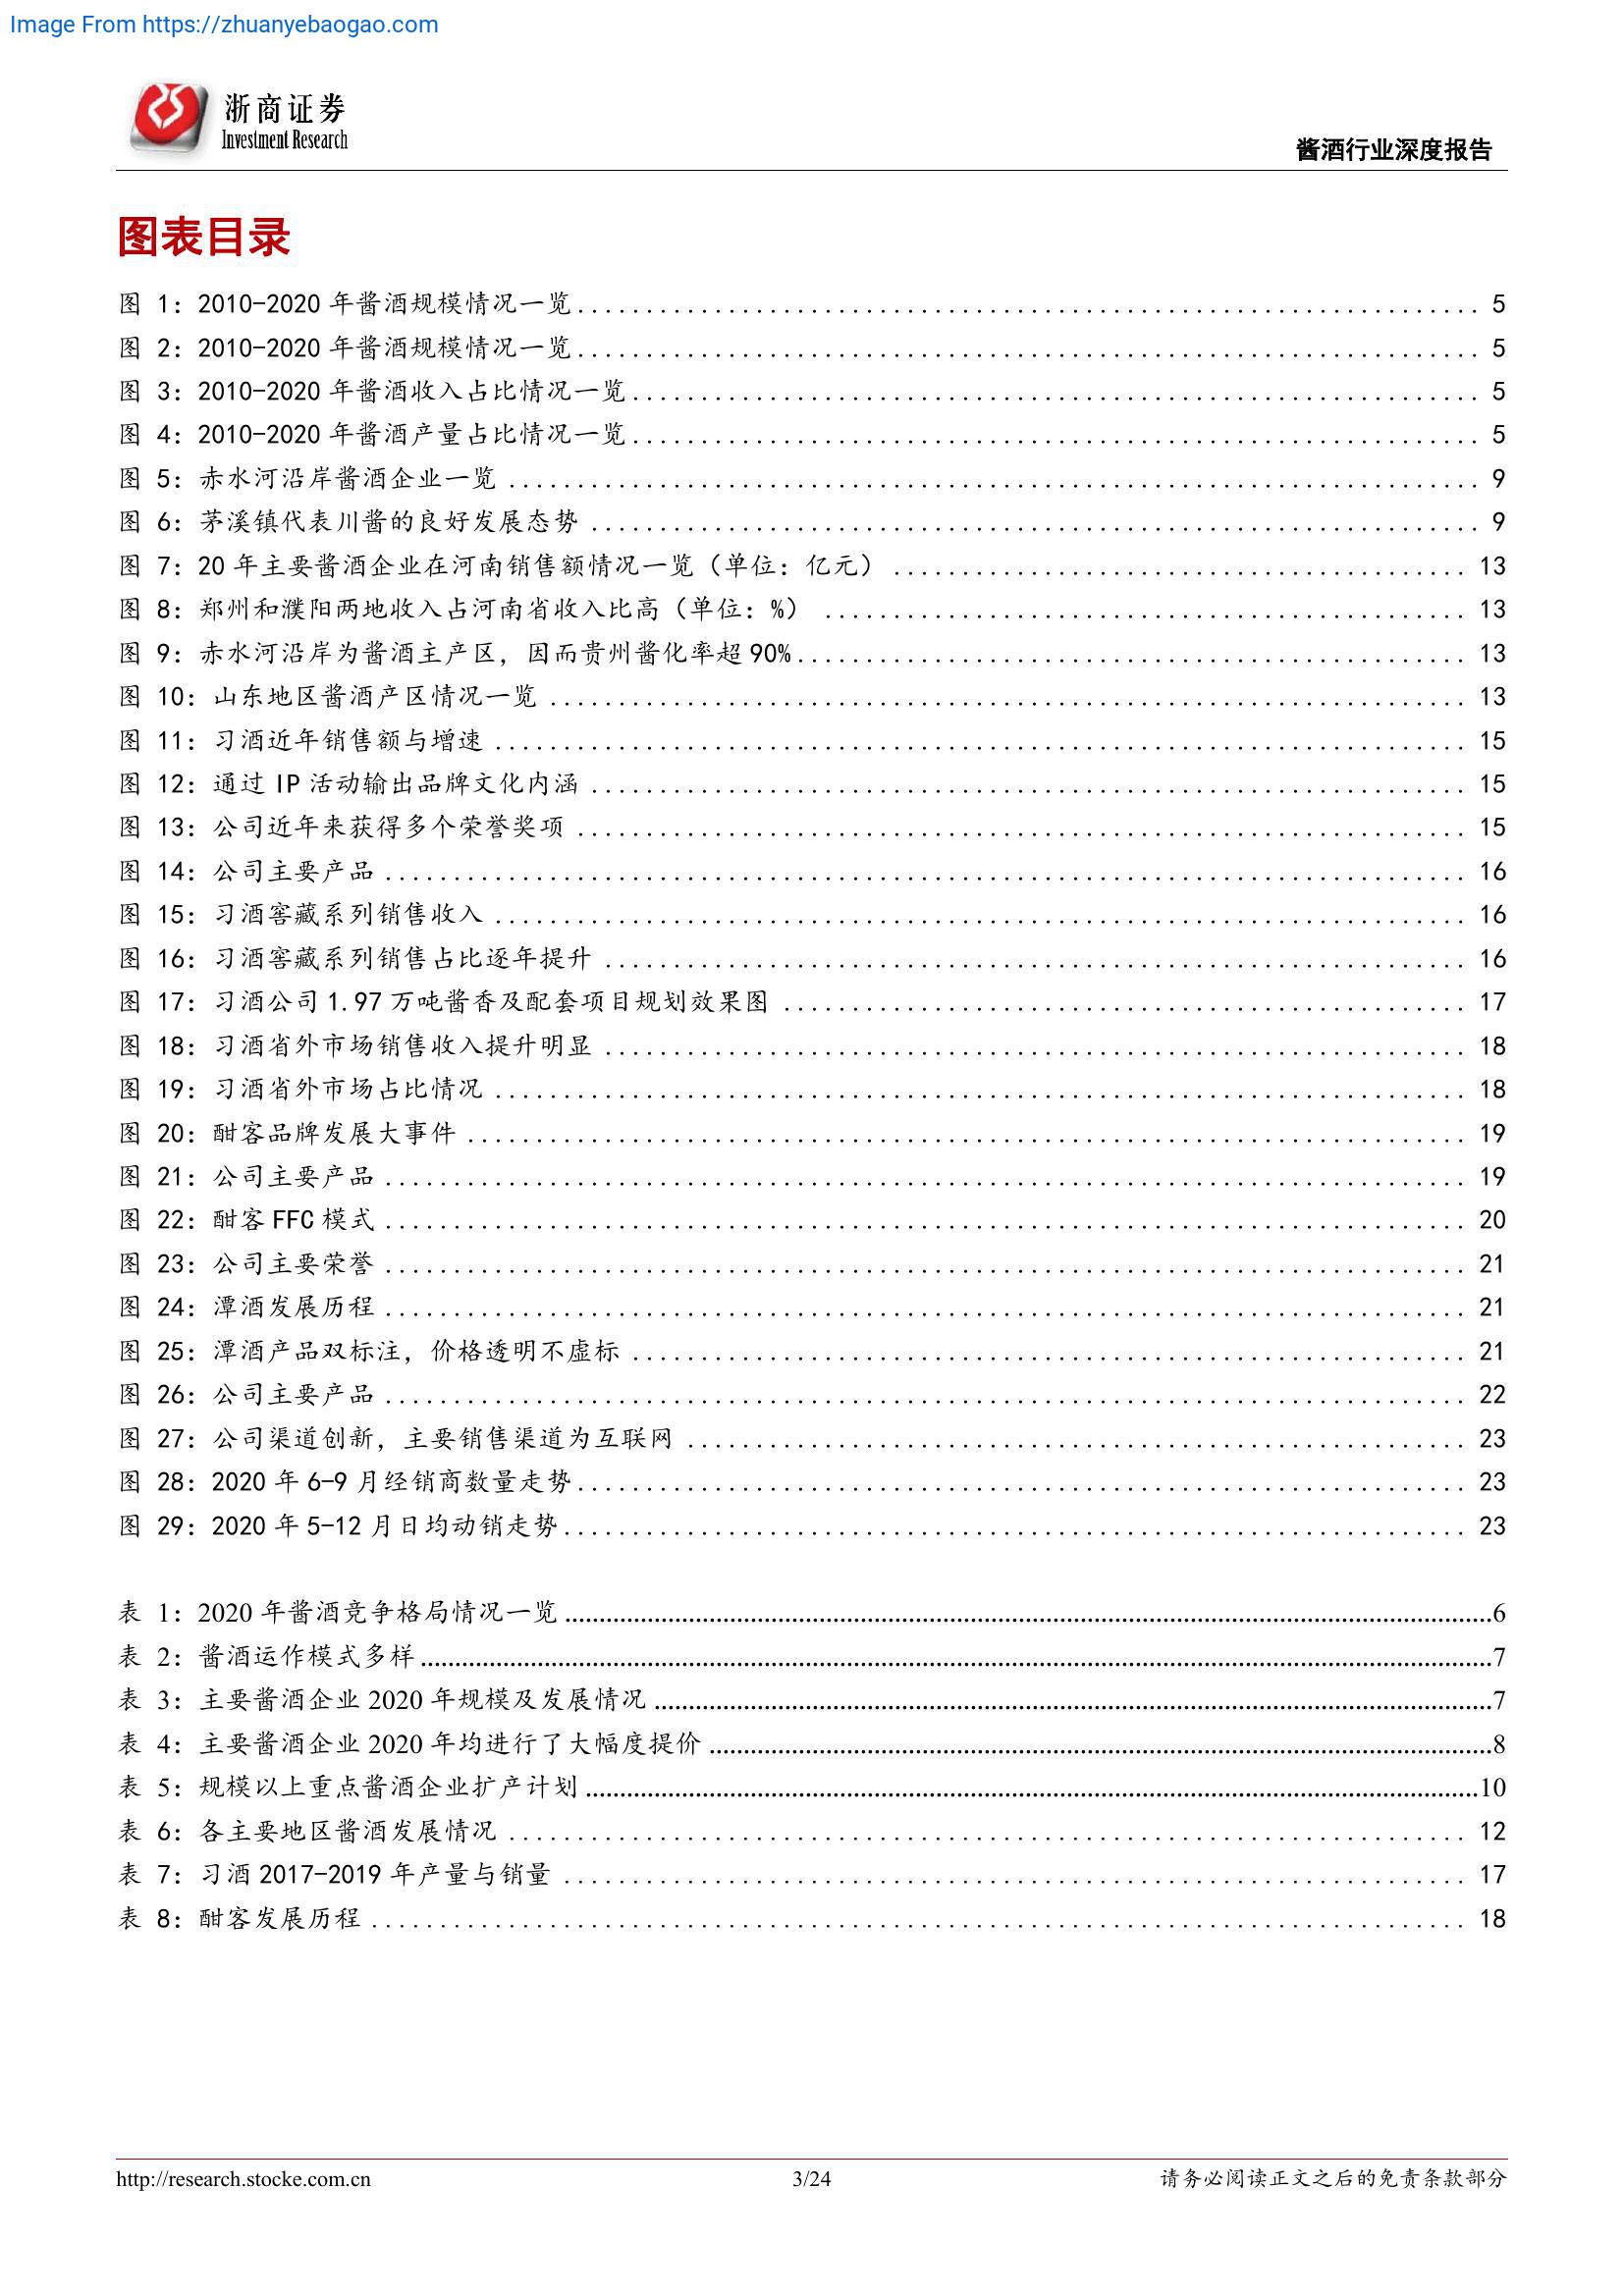 Image From https://zhuanyebaogao.com
浙商证券
Investment Research
酱酒行业深度报告
图表目录
图 1：2010-2020 年酱酒规模情况一览 5
图 2：2010-2020 年酱酒规模情况一览 5
图 3：2010-2020 年酱酒收入占比情况一览 5
图 4：2010-2020 年酱酒产量占比情况一览 5
图 5：赤水河沿岸酱酒企业一览 9
图 6：茅溪镇代表川酱的良好发展态势 9
图 7：20 年主要酱酒企业在河南销售额情况一览（单位：亿元） 13
图 8：郑州和濮阳两地收入占河南省收入比高（单位：%） 13
图 9：赤水河沿岸为酱酒主产区，因而贵州酱化率超 90% 13
图 10：山东地区酱酒产区情况一览 13
图 11：习酒近年销售额与增速 15
图 12：通过 IP 活动输出品牌文化内涵 15
图 13：公司近年来获得多个荣誉奖项 15
图 14：公司主要产品 16
图 15：习酒窖藏系列销售收入 16
图 16：习酒窖藏系列销售占比逐年提升 16
图 17：习酒公司 1.97 万吨酱香及配套项目规划效果图 17
图 18：习酒省外市场销售收入提升明显 18
图 19：习酒省外市场占比情况 18
图 20：酣客品牌发展大事件 19
图 21：公司主要产品 19
图 22：酣客 FFC 模式 20
图 23：公司主要荣誉 21
图 24：潭酒发展历程 21
图 25：潭酒产品双标注，价格透明不虚标 21
图 26：公司主要产品 22
图 27：公司渠道创新，主要销售渠道为互联网 23
图 28：2020 年 6-9 月经销商数量走势 23
图 29：2020 年 5-12 月日均动销走势 23
表 1：2020 年酱酒竞争格局情况一览 6
表 2：酱酒运作模式多样 7
表 3：主要酱酒企业 2020 年规模及发展情况 7
表 4：主要酱酒企业 2020 年均进行了大幅度提价 8
表 5：规模以上重点酱酒企业扩产计划 10
表 6：各主要地区酱酒发展情况 12
表 7：习酒 2017-2019 年产量与销量 17
表 8：酣客发展历程 18
http://research.stocke.com.cn 3/24 请务必阅读正文之后的免责条款部分